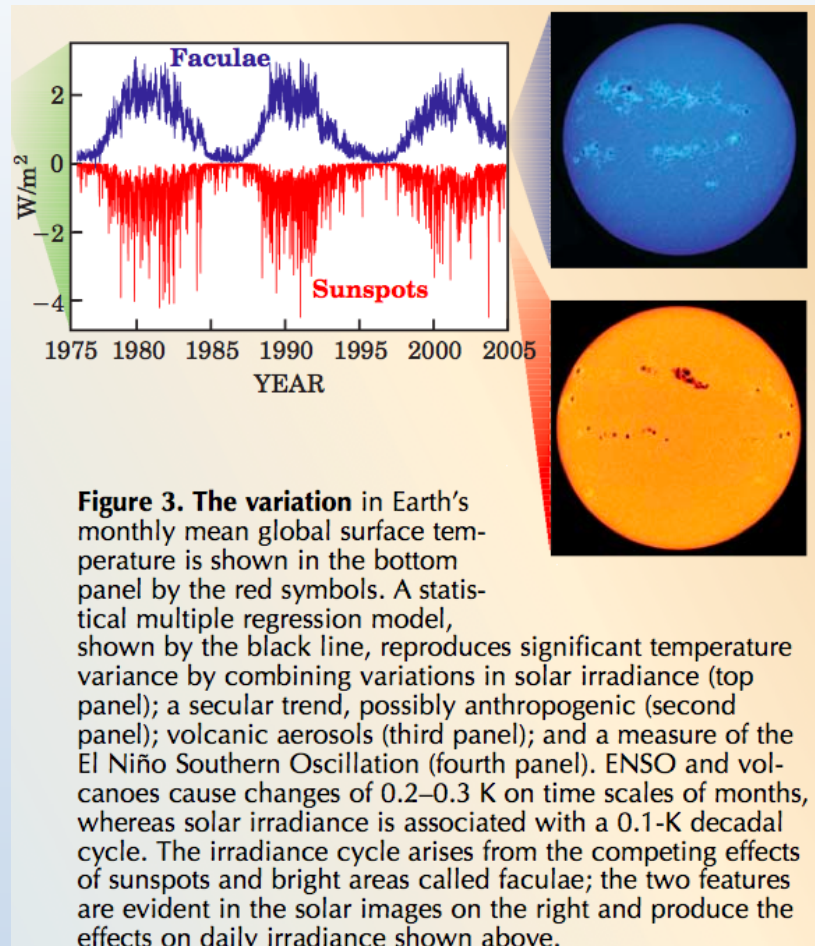 Faculae
2
0
W/m²
−2
−4
Sunspots
1975 1980 1985 1990 1995 2000 2005
YEAR
Figure 3. The variation in Earth's
monthly mean global surface tem-
perature is shown in the bottom
panel by the red symbols. A statis-
tical multiple regression model,
shown by the black line, reproduces significant temperature
variance by combining variations in solar irradiance (top
panel); a secular trend, possibly anthropogenic (second
panel); volcanic aerosols (third panel); and a measure of the
El Niño Southern Oscillation (fourth panel). ENSO and vol-
canoes cause changes of 0.2–0.3 K on time scales of months,
whereas solar irradiance is associated with a 0.1-K decadal
cycle. The irradiance cycle arises from the competing effects
of sunspots and bright areas called faculae; the two features
are evident in the solar images on the right and produce the
effects on daily irradiance shown above.